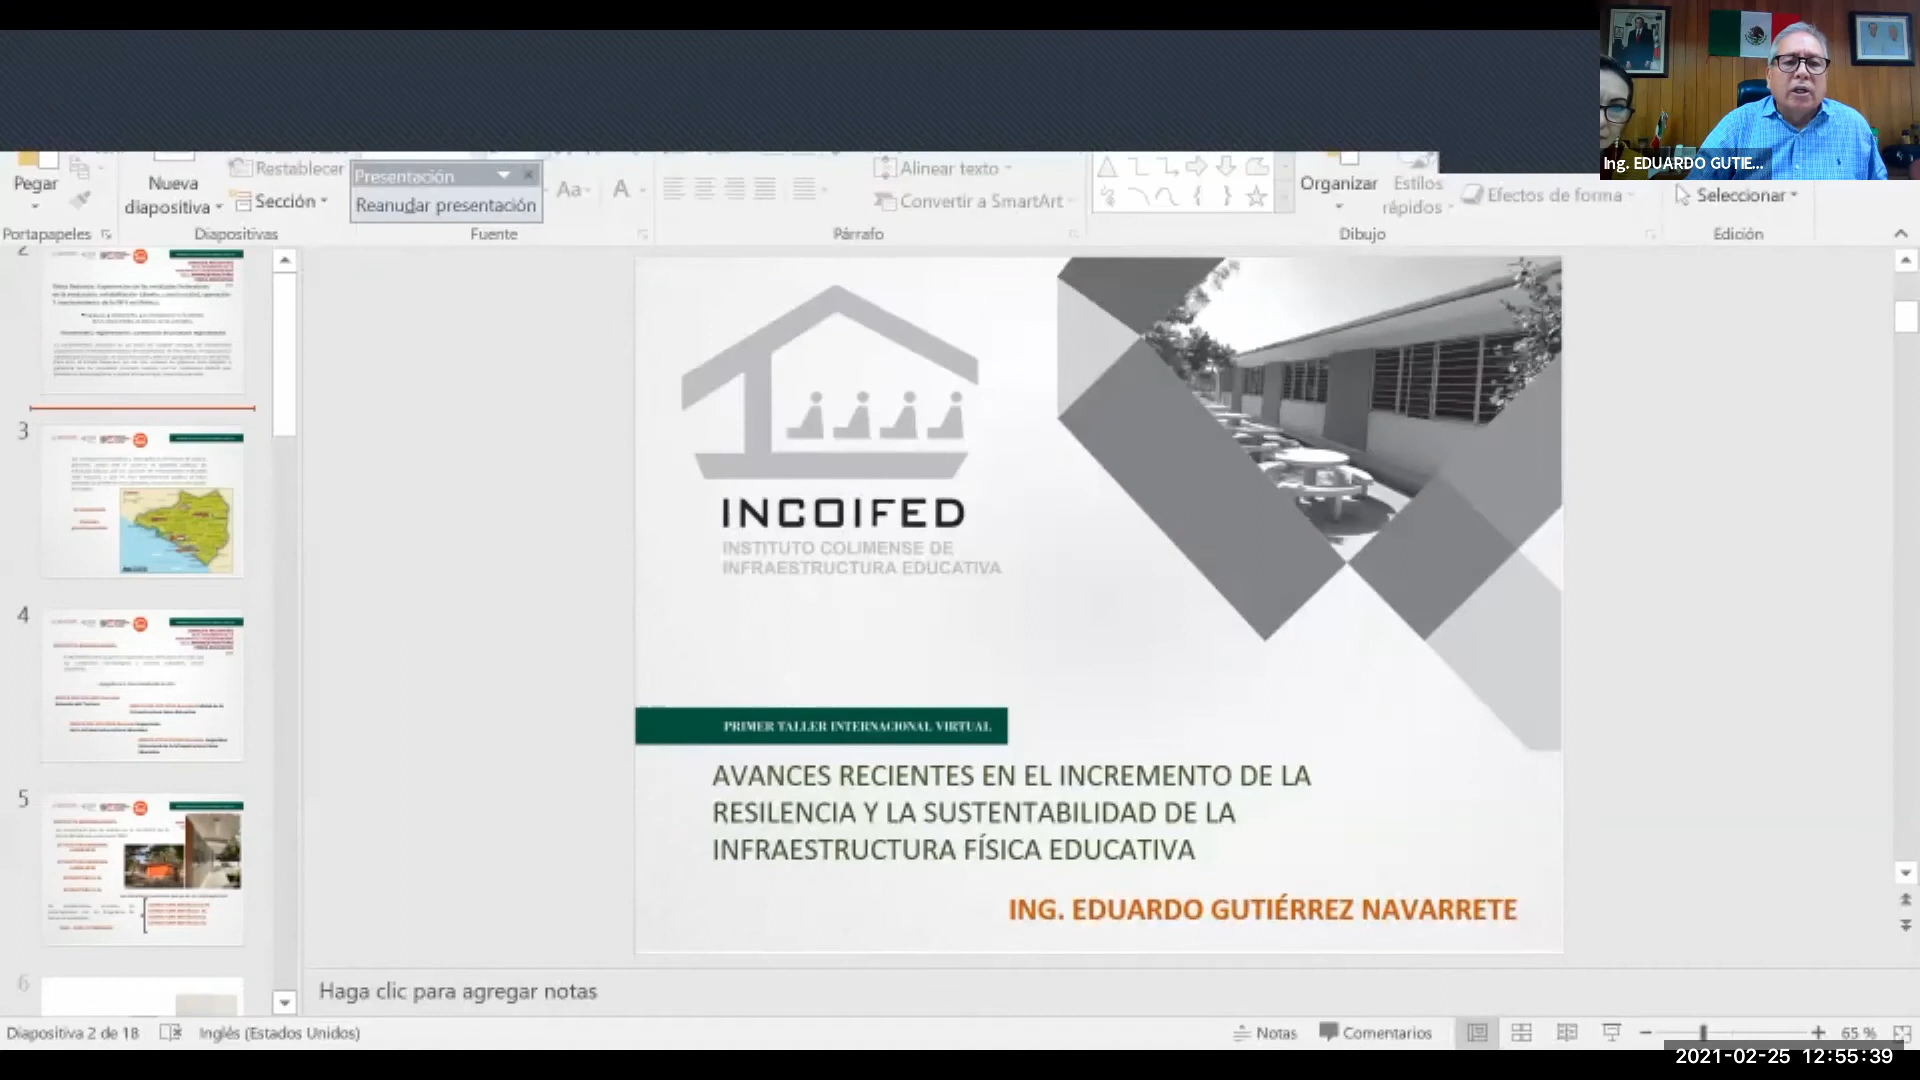 Ing. EDUARDO GUTIE...
Pegar
Portapapeles
Nueva
diapositiva
Restablecer
Sección
Diapositivas
Presentación
Reanudar presentación
Aa
A
Fuente
Alinear texto
Convertir a SmartArt
Párrafo
Organizar
Estilos
rápidos
Efectos de forma
Dibujo
Seleccionar
Edición
2
3
4
5
6
INCOIFED
INSTITUTO COLIMENSE DE
INFRAESTRUCTURA EDUCATIVA
PRIMER TALLER INTERNACIONAL VIRTUAL
AVANCES RECIENTES EN EL INCREMENTO DE LA
RESILENCIA Y LA SUSTENTABILIDAD DE LA
INFRAESTRUCTURA FÍSICA EDUCATIVA
ING. EDUARDO GUTIÉRREZ NAVARRETE
Haga clic para agregar notas
Diapositiva 2 de 18
Inglés (Estados Unidos)
Notas
Comentarios
65 %
2021-02-25 12:55:39